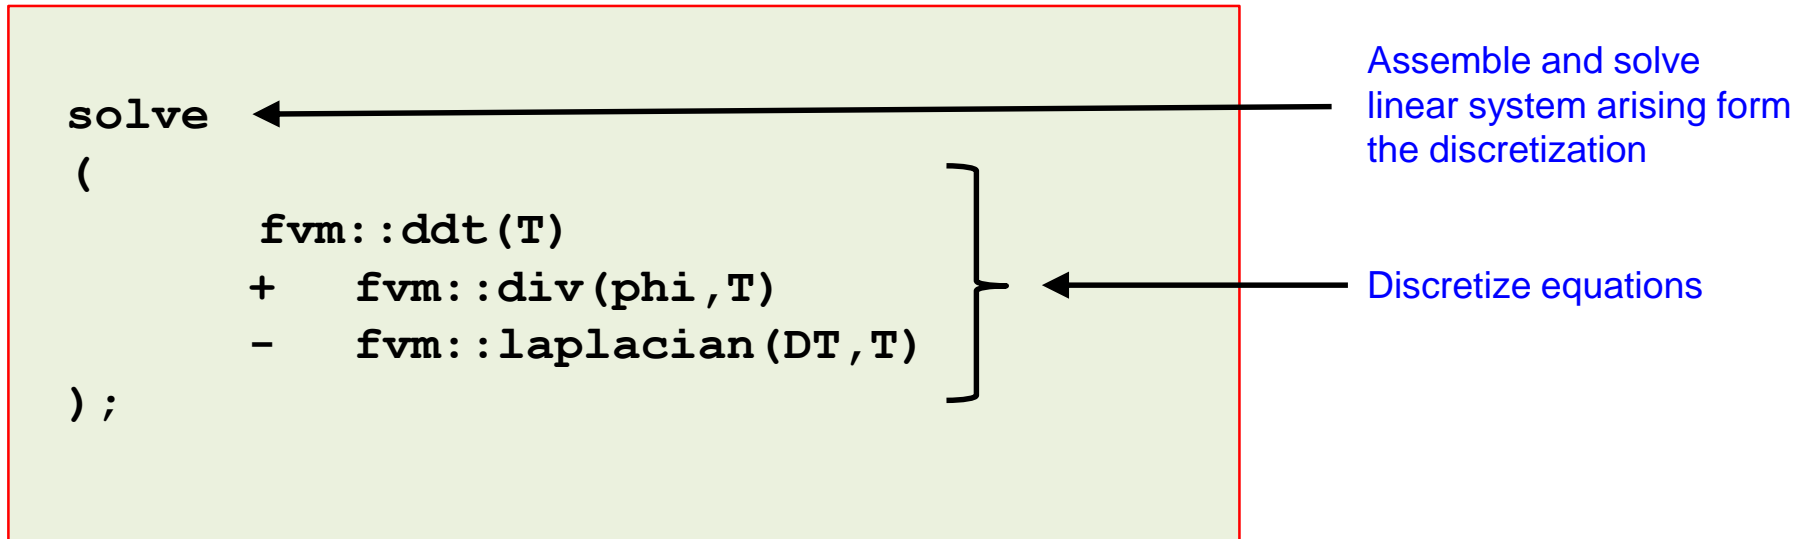 solve
(
fvm::ddt(T)
+ fvm::div(phi,T)
- fvm::laplacian(DT,T)
);
Assemble and solve
linear system arising form
the discretization
Discretize equations